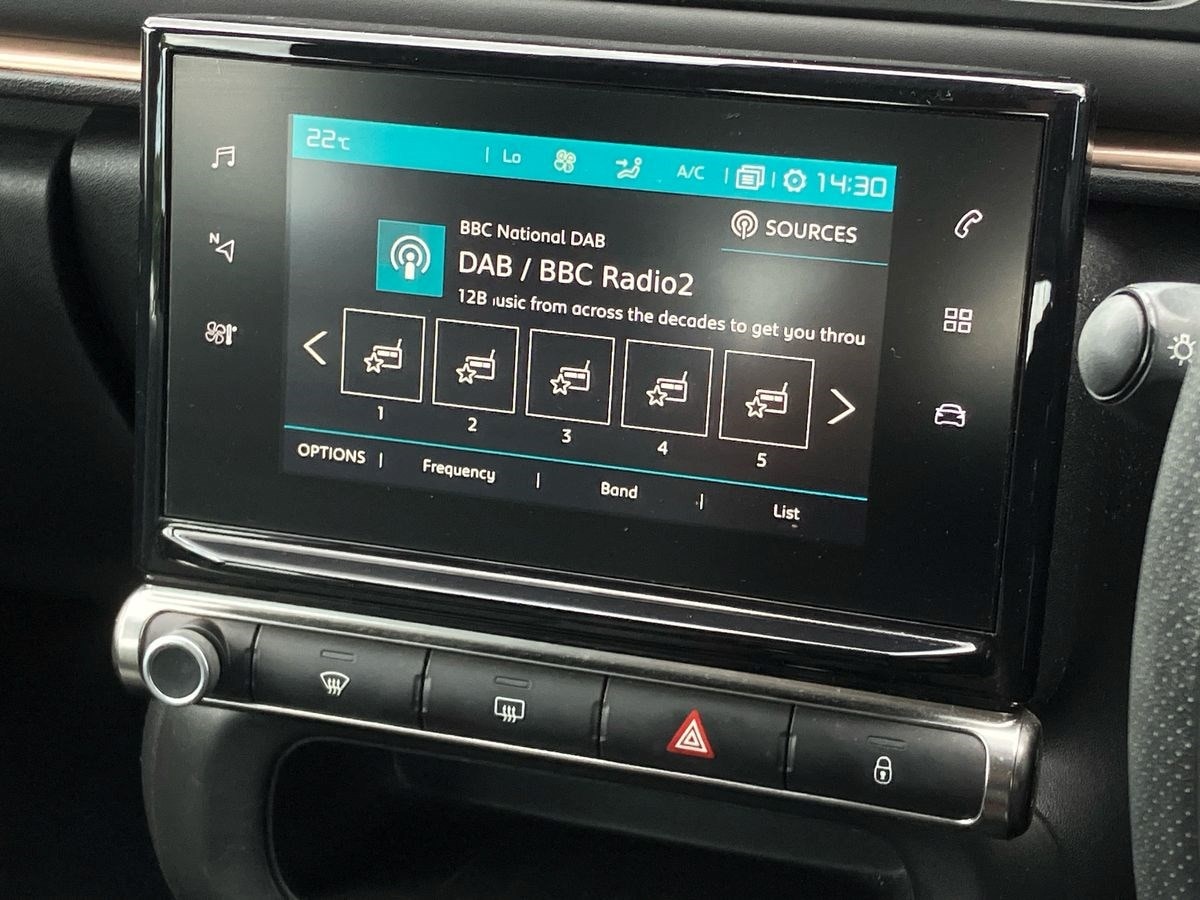 22°C | Lo A/C | | 14:30
SOURCES
BBC National DAB
DAB / BBC Radio2
12B usic from across the decades to get you throu
1 2 3 4 5
OPTIONS | Frequency | Band | List
N